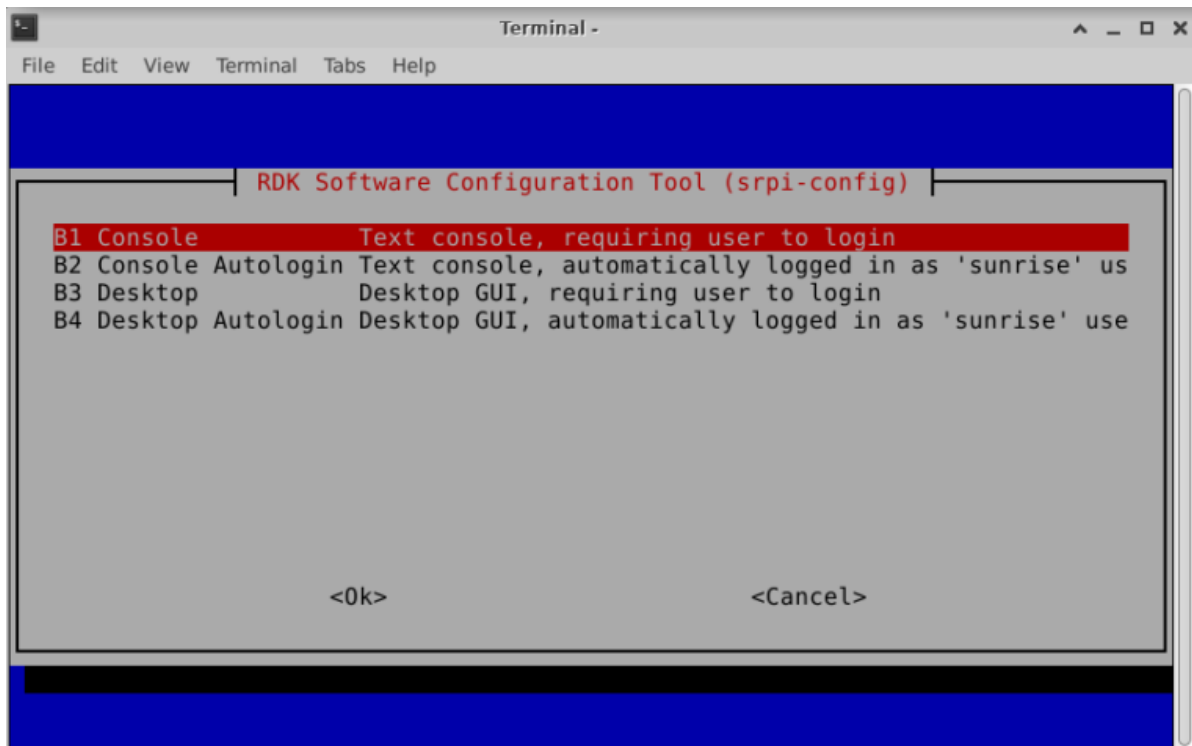 Terminal -
File Edit View Terminal Tabs Help
RDK Software Configuration Tool (srpi-config)
B1 Console Text console, requiring user to login
B2 Console Autologin Text console, automatically logged in as 'sunrise' us
B3 Desktop Desktop GUI, requiring user to login
B4 Desktop Autologin Desktop GUI, automatically logged in as 'sunrise' use
<Ok> <Cancel>